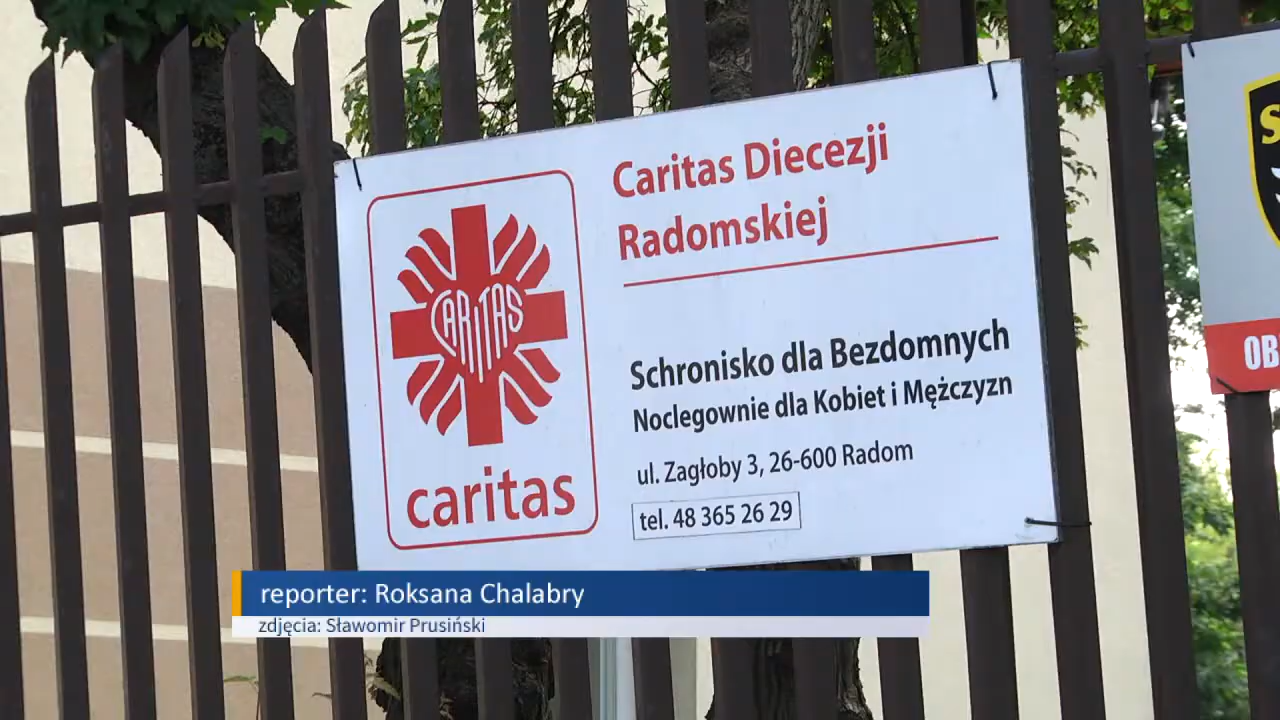 Caritas Diecezji
Radomskiej
CARITAS
caritas
Schronisko dla Bezdomnych
Noclegownie dla Kobiet i Mężczyzn
ul. Zagłoby 3, 26-600 Radom
tel. 48 365 26 29
reporter: Roksana Chalabry
zdjęcia: Sławomir Prusiński